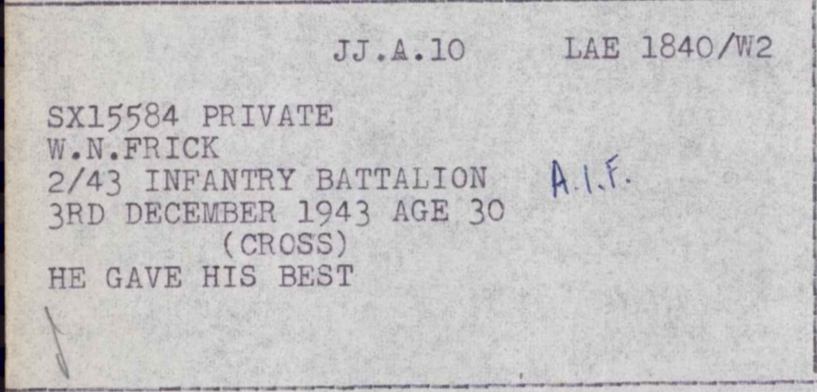 JJ.A.10 LAE 1840/W2
SX15584 PRIVATE
W.N.FRICK
2/43 INFANTRY BATTALION A.I.F.
3RD DECEMBER 1943 AGE 30
(CROSS)
HE GAVE HIS BEST